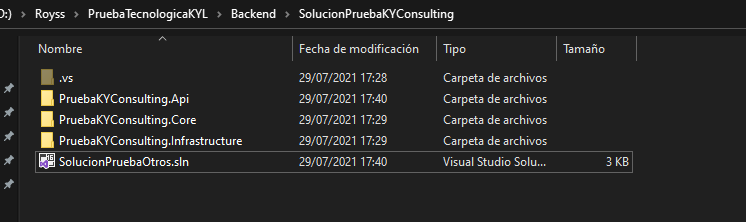 D:) > Royss > PruebaTecnologicaKYL > Backend > SolucionPruebaKYConsulting
Nombre Fecha de modificación Tipo Tamaño
.vs 29/07/2021 17:28 Carpeta de archivos
PruebaKYConsulting.Api 29/07/2021 17:40 Carpeta de archivos
PruebaKYConsulting.Core 29/07/2021 17:29 Carpeta de archivos
PruebaKYConsulting.Infrastructure 29/07/2021 17:29 Carpeta de archivos
SolucionPruebaOtros.sln 29/07/2021 17:40 Visual Studio Solu... 3 KB